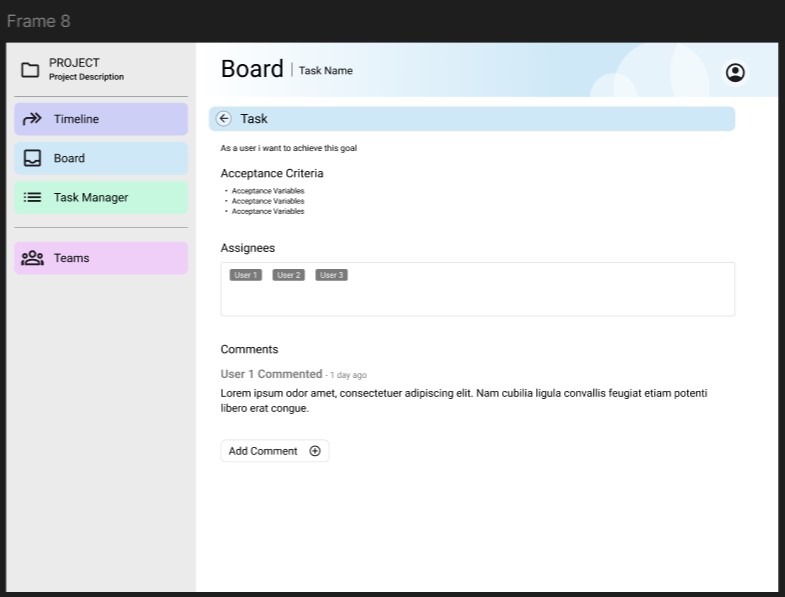 Frame 8
PROJECT
Project Description
Timeline
Board
Task Manager
Teams
Board | Task Name
Task
As a user i want to achieve this goal
Acceptance Criteria
• Acceptance Variables
• Acceptance Variables
• Acceptance Variables
Assignees
User 1 User 2 User 3
Comments
User 1 Commented - 1 day ago
Lorem ipsum odor amet, consectetuer adipiscing elit. Nam cubilia ligula convallis feugiat etiam potenti
libero erat congue.
Add Comment